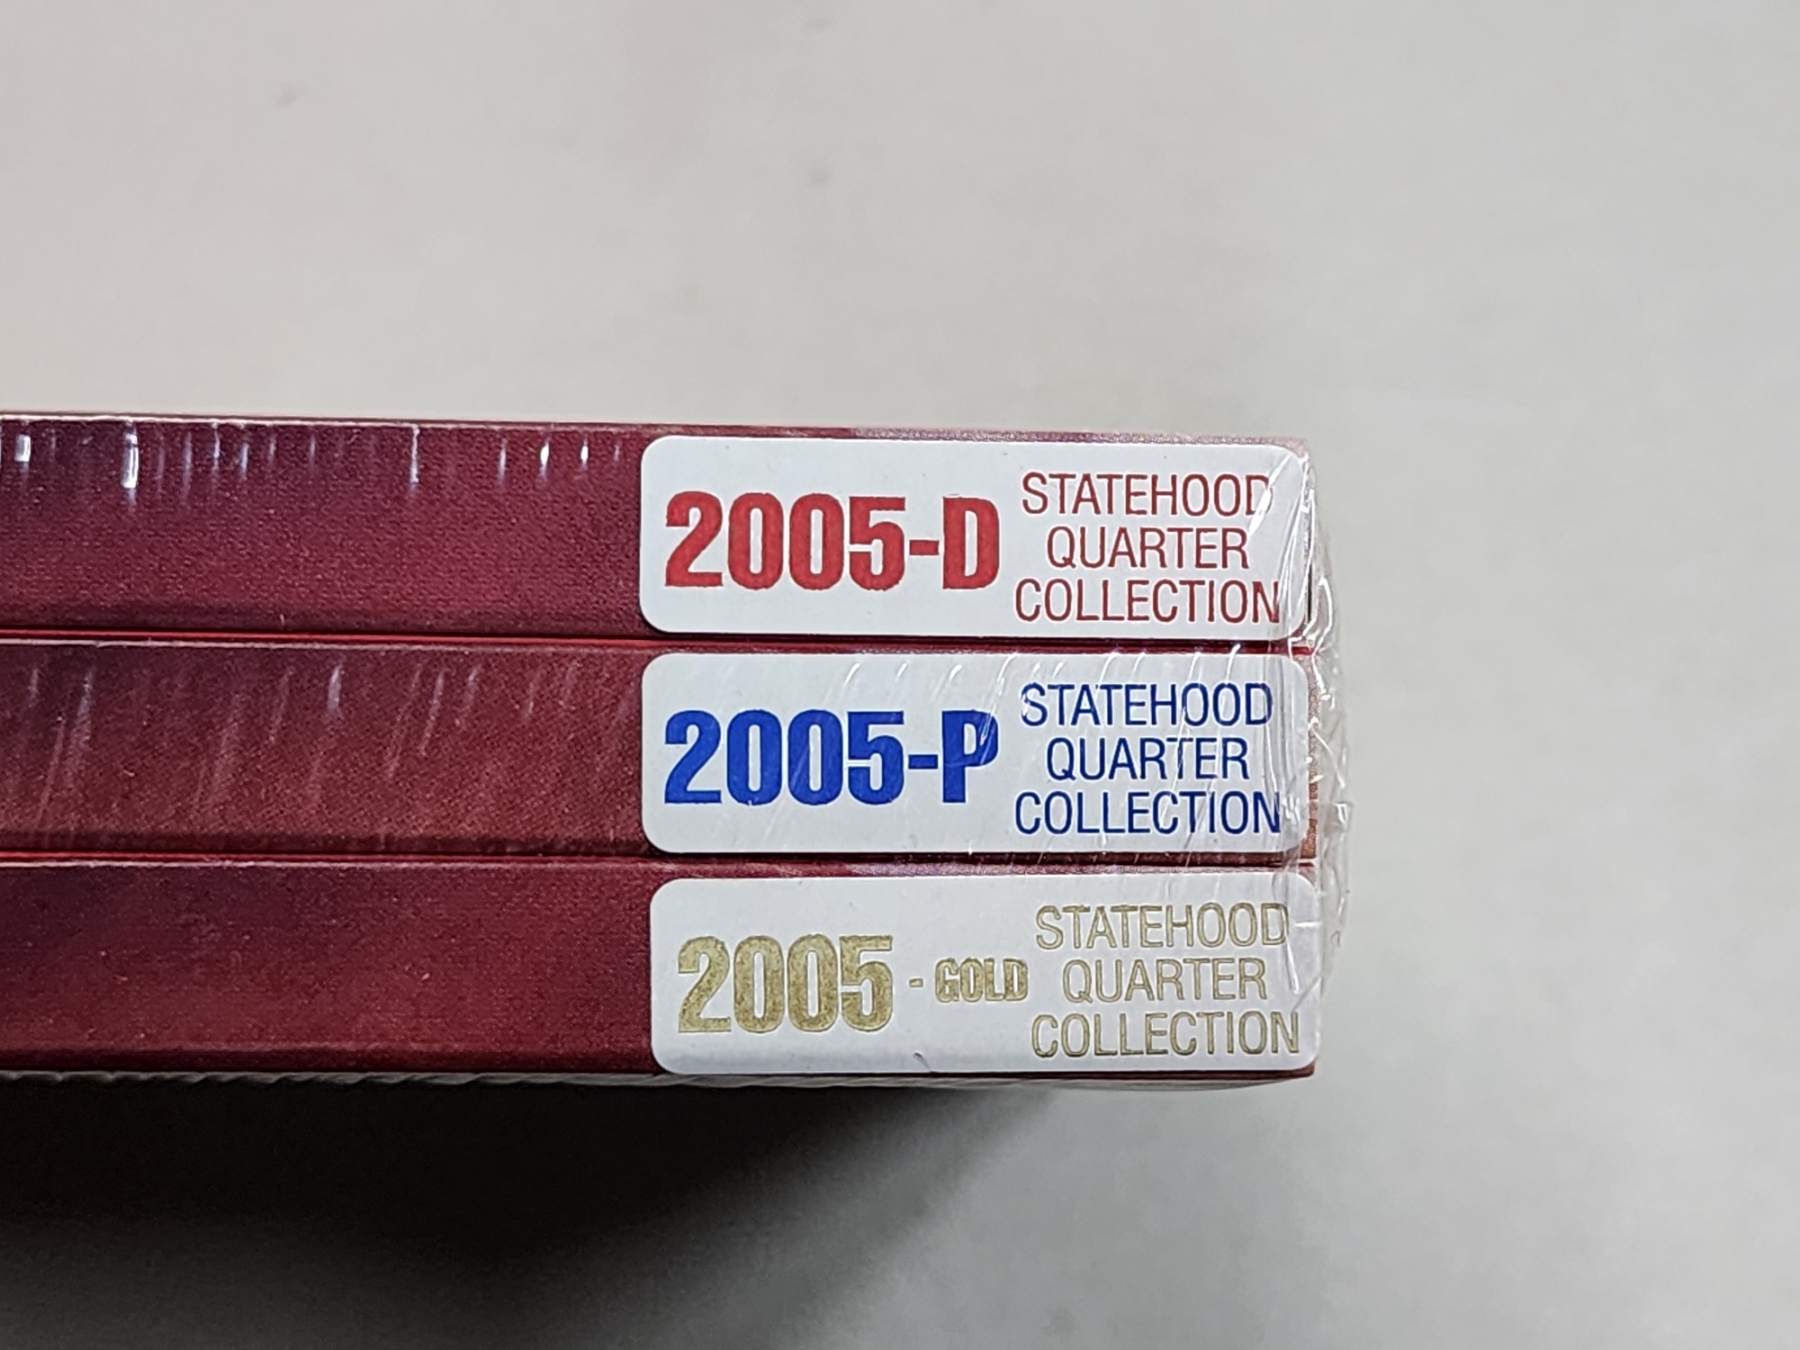 2005-D
STATEHOOD
QUARTER
COLLECTION
2005-P
STATEHOOD
QUARTER
COLLECTION
2005 - GOLD
STATEHOOD
QUARTER
COLLECTION